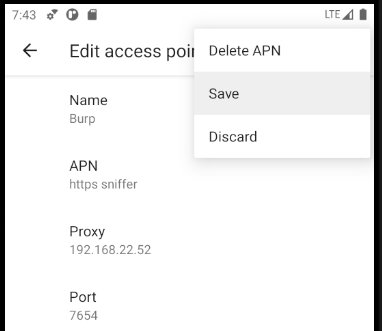 7:43
LTE
Edit access poi
Delete APN
Save
Discard
Name
Burp
APN
https sniffer
Proxy
192.168.22.52
Port
7654